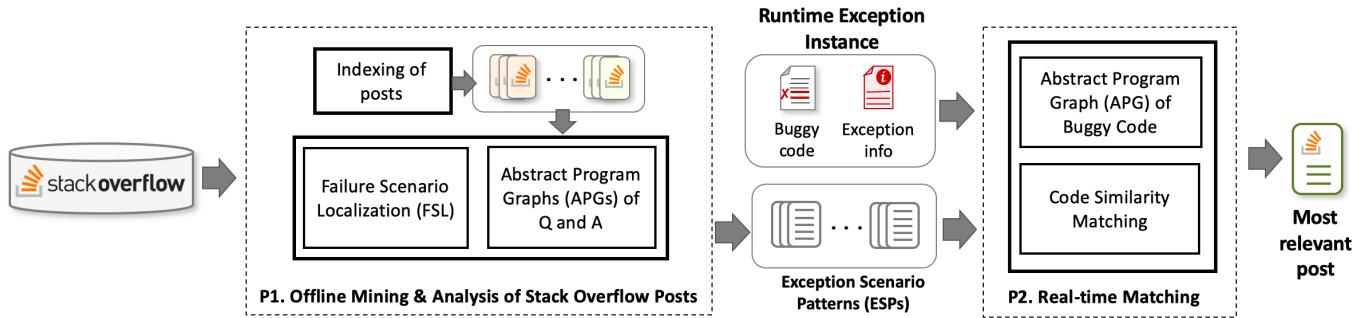 stackoverflow
Indexing of
posts
. . .
Failure Scenario
Localization (FSL)
Abstract Program
Graphs (APGs) of
Q and A
P1. Offline Mining & Analysis of Stack Overflow Posts
Runtime Exception
Instance
Buggy
code
Exception
info
. . .
Exception Scenario
Patterns (ESPs)
Abstract Program
Graph (APG) of
Buggy Code
Code Similarity
Matching
P2. Real-time Matching
Most
relevant
post